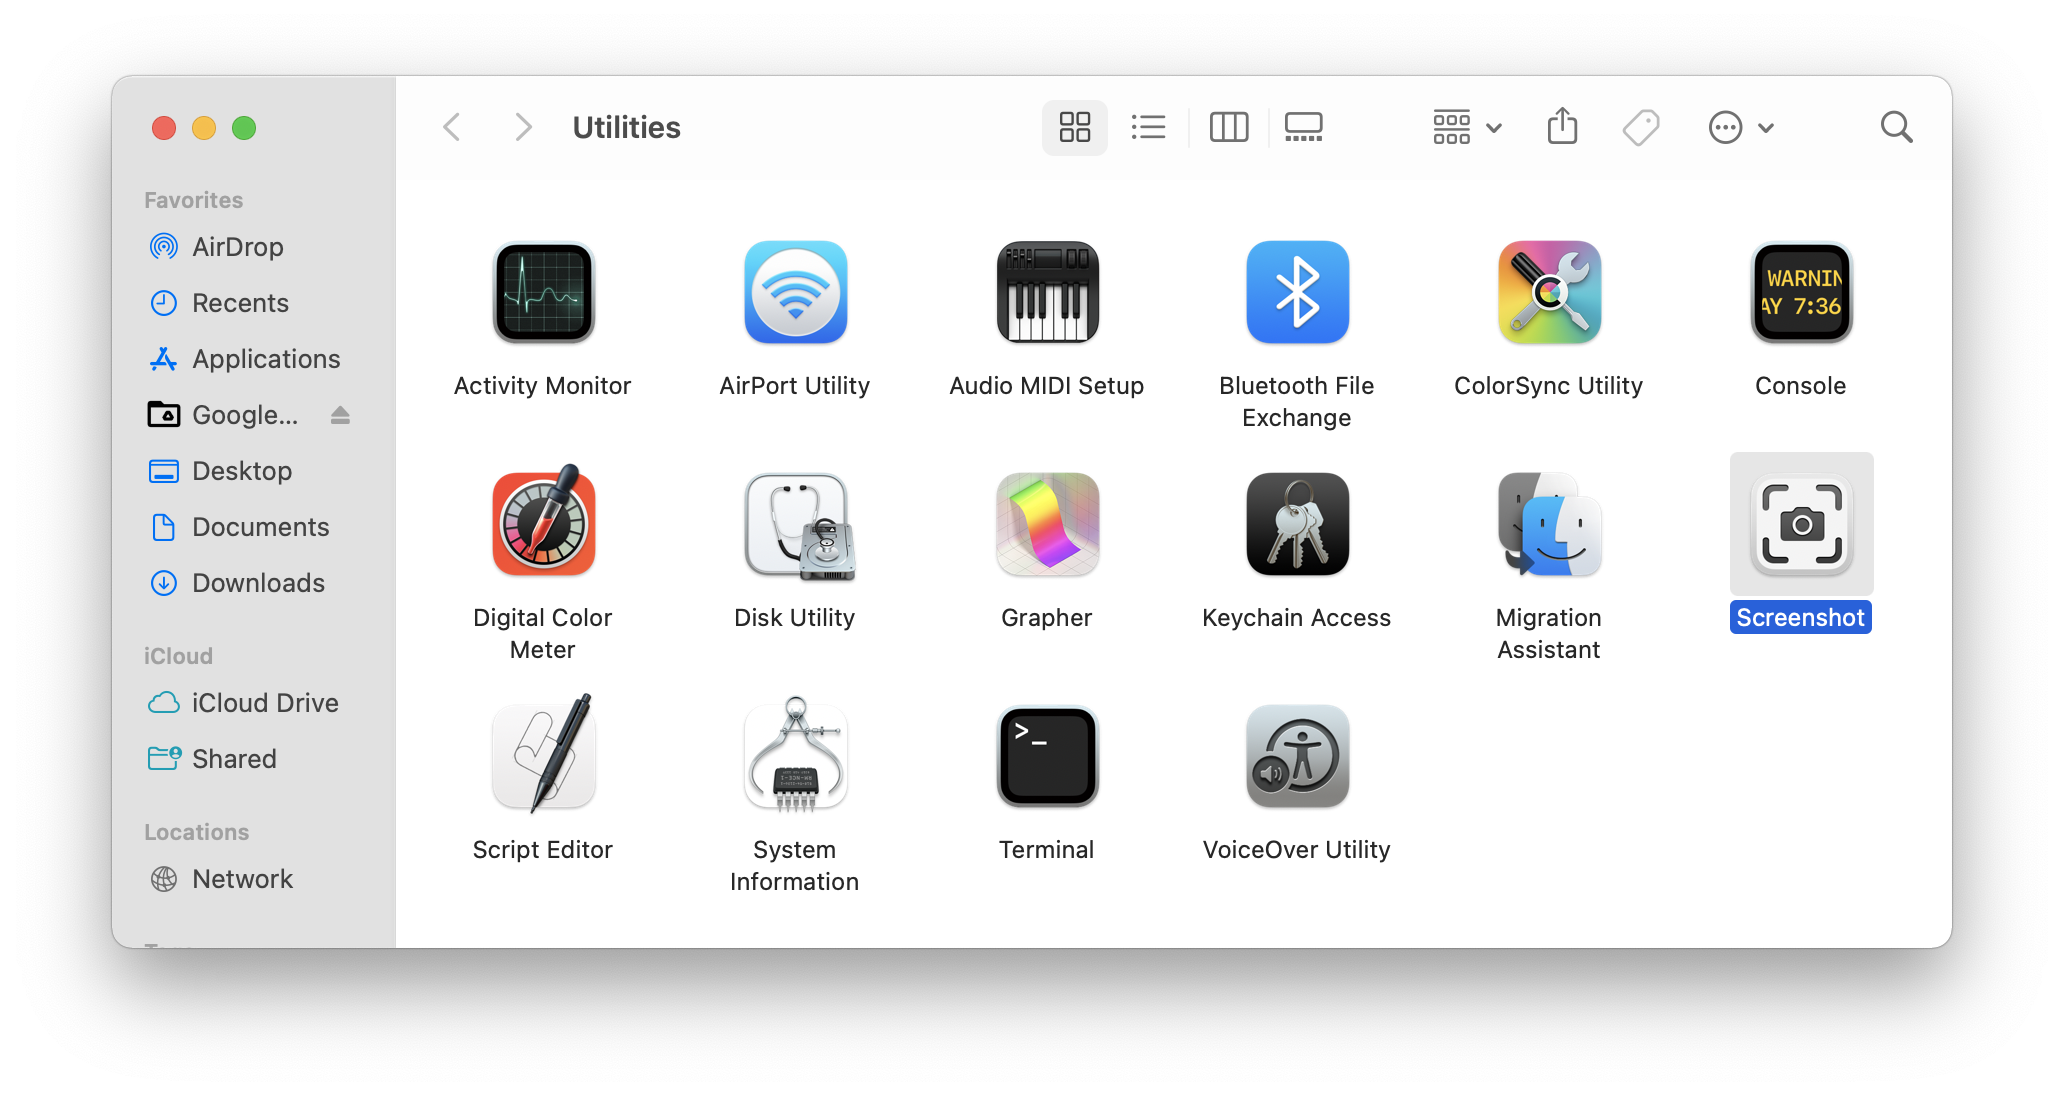 Utilities
Favorites
AirDrop
Recents
Applications
Google...
Desktop
Documents
Downloads
iCloud
iCloud Drive
Shared
Locations
Network
WARNIN
AY 7:36
Activity Monitor
AirPort Utility
Audio MIDI Setup
Bluetooth File
Exchange
ColorSync Utility
Console
Digital Color
Meter
Disk Utility
Grapher
Keychain Access
Migration
Assistant
Screenshot
>_
Script Editor
System
Information
Terminal
VoiceOver Utility